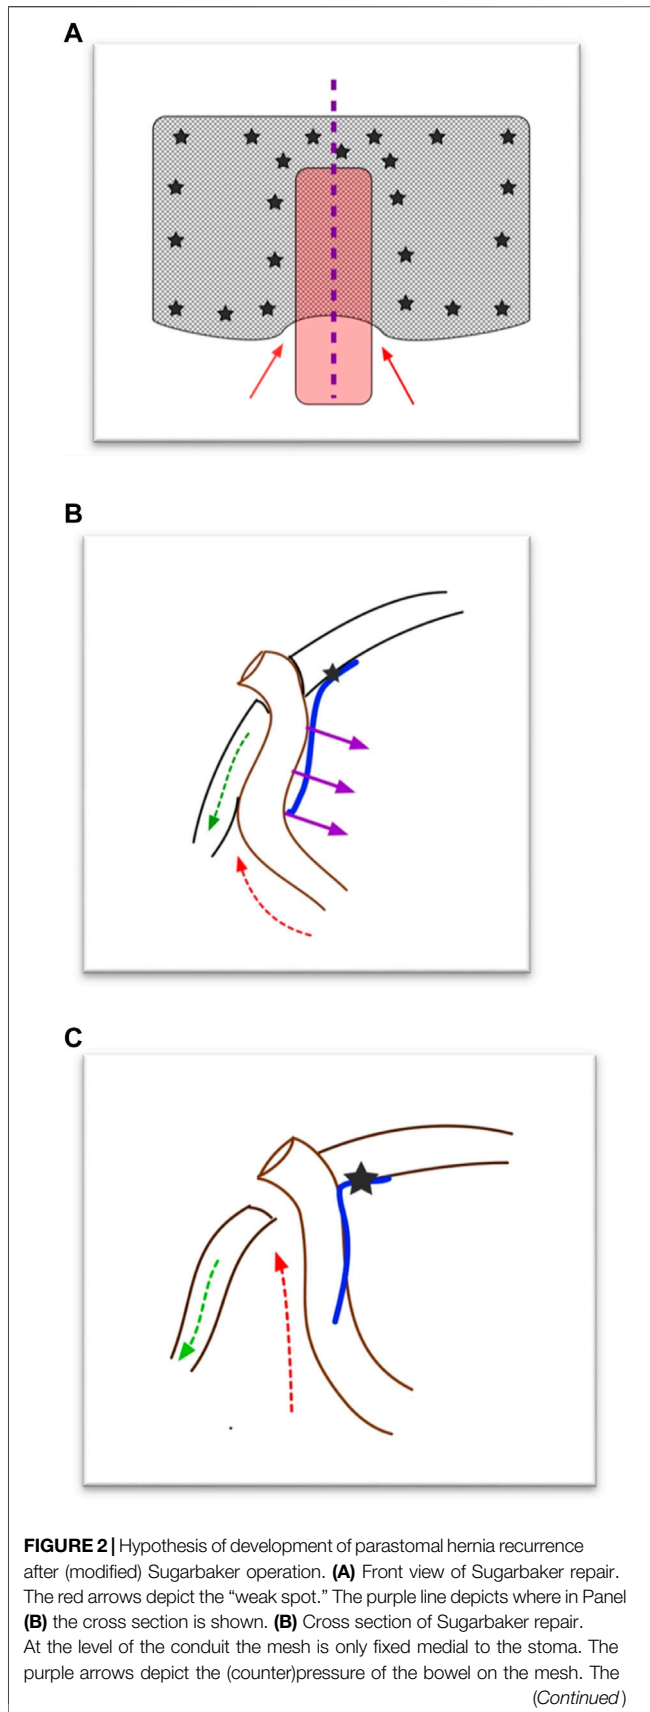 A
B
C
FIGURE 2 | Hypothesis of development of parastomal hernia recurrence
after (modified) Sugarbaker operation. (A) Front view of Sugarbaker repair.
The red arrows depict the “weak spot.” The purple line depicts where in Panel
(B) the cross section is shown. (B) Cross section of Sugarbaker repair.
At the level of the conduit the mesh is only fixed medial to the stoma. The
purple arrows depict the (counter)pressure of the bowel on the mesh. The
(Continued)